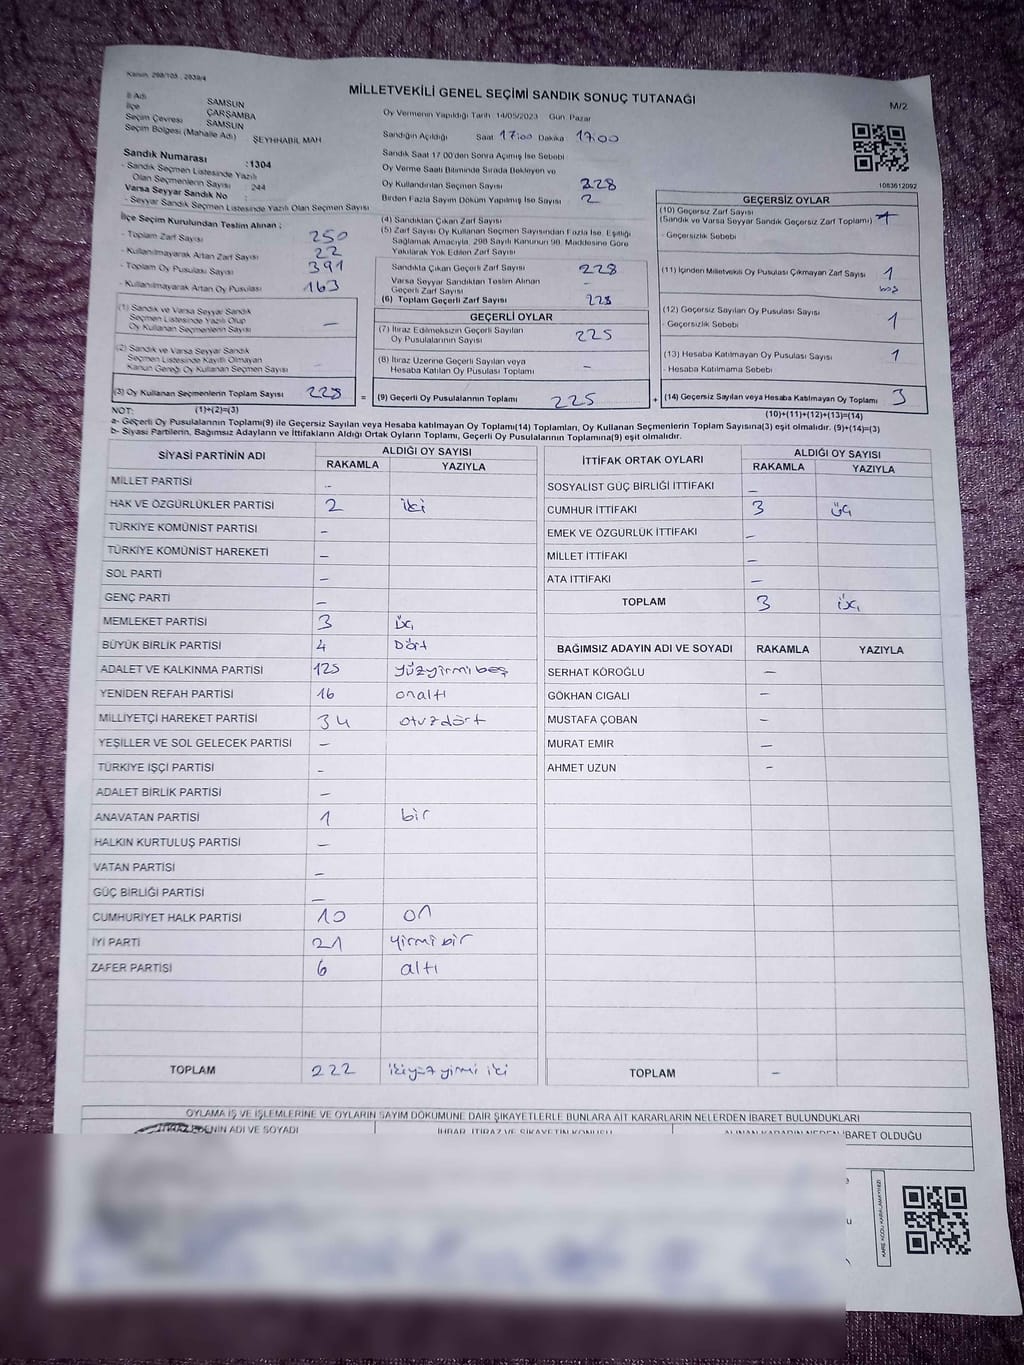 Kanun: 298/105 , 2839/4
MİLLETVEKİLİ GENEL SEÇİMİ SANDIK SONUÇ TUTANAĞI
M/2
İl Adı SAMSUN
İlçe ÇARŞAMBA
Seçim Çevresi SAMSUN
Seçim Bölgesi (Mahalle Adı) ŞEYHHABİL MAH
Sandık Numarası :1304
- Sandık Seçmen Listesinde Yazılı
Olan Seçmenlerin Sayısı : 244
Varsa Seyyar Sandık No :
- Seyyar Sandık Seçmen Listesinde Yazılı Olan Seçmen Sayısı
İlçe Seçim Kurulundan Teslim Alınan ;
- Toplam Zarf Sayısı 250
- Kullanılmayarak Artan Zarf Sayısı 22
- Toplam Oy Pusulası Sayısı 391
- Kullanılmayarak Artan Oy Pusulası 163
Oy Vermenin Yapıldığı Tarih: 14/05/2023 Gün: Pazar
Sandığın Açıldığı Saat 17:00 Dakika 17:00
Sandık Saat 17:00'den Sonra Açılmış İse Sebebi
Oy Verme Saati Bitiminde Sırada Bekleyen ve
Oy Kullandırılan Seçmen Sayısı 228
Birden Fazla Sayım Döküm Yapılmış İse Sayısı 2
(4) Sandıktan Çıkan Zarf Sayısı
(5) Zarf Sayısı Oy Kullanan Seçmen Sayısından Fazla İse, Eşitliği
Sağlamak Amacıyla, 298 Sayılı Kanunun 98. Maddesine Göre
Yakılarak Yok Edilen Zarf Sayısı
Sandıkta Çıkan Geçerli Zarf Sayısı 228
Varsa Seyyar Sandıktan Teslim Alınan
Geçerli Zarf Sayısı -
(6) Toplam Geçerli Zarf Sayısı 228
1083612092
GEÇERSİZ OYLAR
(10) Geçersiz Zarf Sayısı
(Sandık ve Varsa Seyyar Sandık Geçersiz Zarf Toplamı)
- Geçersizlik Sebebi
(11) İçinden Milletvekili Oy Pusulası Çıkmayan Zarf Sayısı 1
boş
(12) Geçersiz Sayılan Oy Pusulası Sayısı 1
- Geçersizlik Sebebi
(13) Hesaba Katılmayan Oy Pusulası Sayısı 1
- Hesaba Katılmama Sebebi
(14) Geçersiz Sayılan veya Hesaba Katılmayan Oy Toplamı 3
(10)+(11)+(12)+(13)=(14)
(1) Sandık ve Varsa Seyyar Sandık
Seçmen Listesinde Yazılı Olup
Oy Kullanan Seçmenlerin Sayısı -
(2) Sandık ve Varsa Seyyar Sandık
Seçmen Listesinde Kayıtlı Olmayan
Kanun Gereği Oy Kullanan Seçmen Sayısı
(3) Oy Kullanan Seçmenlerin Toplam Sayısı 228
=
GEÇERLİ OYLAR
(7) İtiraz Edilmeksizin Geçerli Sayılan
Oy Pusulalarının Sayısı 225
(8) İtiraz Üzerine Geçerli Sayılan veya
Hesaba Katılan Oy Pusulası Toplamı -
(9) Geçerli Oy Pusulalarının Toplamı 225
+
NOT: (1)+(2)=(3)
a- Geçerli Oy Pusulalarının Toplamı(9) ile Geçersiz Sayılan veya Hesaba katılmayan Oy Toplamı(14) Toplamları, Oy Kullanan Seçmenlerin Toplam Sayısına(3) eşit olmalıdır. (9)+(14)=(3)
b- Siyasi Partilerin, Bağımsız Adayların ve İttifakların Aldığı Ortak Oyların Toplamı, Geçerli Oy Pusulalarının Toplamına(9) eşit olmalıdır.
SİYASİ PARTİNİN ADI
ALDIĞI OY SAYISI
RAKAMLA YAZIYLA
MİLLET PARTİSİ -
HAK VE ÖZGÜRLÜKLER PARTİSİ 2 iki
TÜRKİYE KOMÜNİST PARTİSİ -
TÜRKİYE KOMÜNİST HAREKETİ -
SOL PARTİ -
GENÇ PARTİ -
MEMLEKET PARTİSİ 3 üç
BÜYÜK BİRLİK PARTİSİ 4 Dört
ADALET VE KALKINMA PARTİSİ 125 Yüzyirmibeş
YENİDEN REFAH PARTİSİ 16 onaltı
MİLLİYETÇİ HAREKET PARTİSİ 34 otuzdört
YEŞİLLER VE SOL GELECEK PARTİSİ -
TÜRKİYE İŞÇİ PARTİSİ -
ADALET BİRLİK PARTİSİ -
ANAVATAN PARTİSİ 1 bir
HALKIN KURTULUŞ PARTİSİ -
VATAN PARTİSİ -
GÜÇ BİRLİĞİ PARTİSİ -
CUMHURİYET HALK PARTİSİ 10 on
İYİ PARTİ 21 Yirmi bir
ZAFER PARTİSİ 6 altı
TOPLAM 222 ikiyüz yirmi iki
İTTİFAK ORTAK OYLARI
ALDIĞI OY SAYISI
RAKAMLA YAZIYLA
SOSYALİST GÜÇ BİRLİĞİ İTTİFAKI -
CUMHUR İTTİFAKI 3 üç
EMEK VE ÖZGÜRLÜK İTTİFAKI -
MİLLET İTTİFAKI -
ATA İTTİFAKI -
TOPLAM 3 üç
BAĞIMSIZ ADAYIN ADI VE SOYADI RAKAMLA YAZIYLA
SERHAT KÖROĞLU -
GÖKHAN CIGALI -
MUSTAFA ÇOBAN -
MURAT EMIR -
AHMET UZUN -
TOPLAM -
OYLAMA İŞ VE İŞLEMLERİNE VE OYLARIN SAYIM DÖKÜMÜNE DAİR ŞİKAYETLERLE BUNLARA AİT KARARLARIN NELERDEN İBARET BULUNDUKLARI
İTİRAZ EDENİN ADI VE SOYADI
İHBAR, İTİRAZ VE ŞİKAYETİN KONUSU
ALINAN KARARIN NEDEN İBARET OLDUĞU
KARE KODU KARALAMAYINIZ!